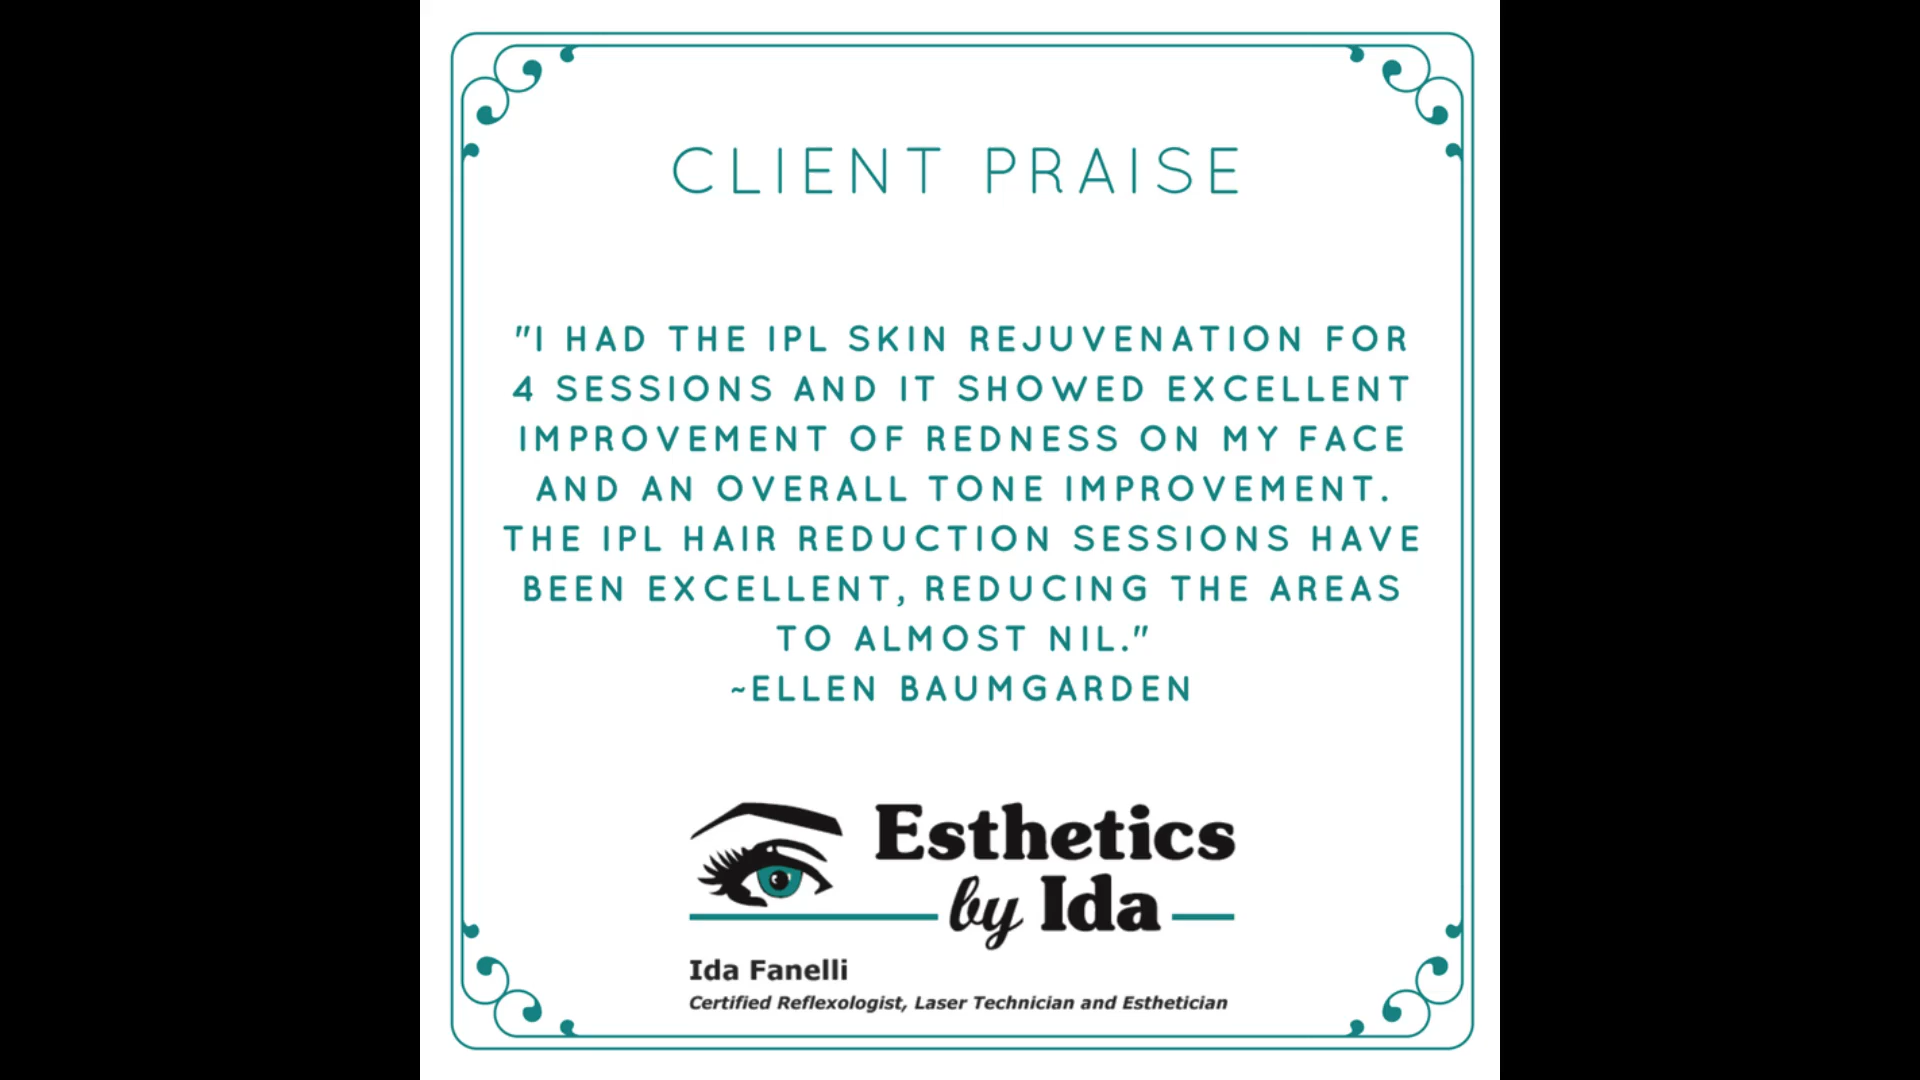 CLIENT PRAISE
"I HAD THE IPL SKIN REJUVENATION FOR
4 SESSIONS AND IT SHOWED EXCELLENT
IMPROVEMENT OF REDNESS ON MY FACE
AND AN OVERALL TONE IMPROVEMENT.
THE IPL HAIR REDUCTION SESSIONS HAVE
BEEN EXCELLENT, REDUCING THE AREAS
TO ALMOST NIL."
~ELLEN BAUMGARDEN
Esthetics
by Ida
Ida Fanelli
Certified Reflexologist, Laser Technician and Esthetician